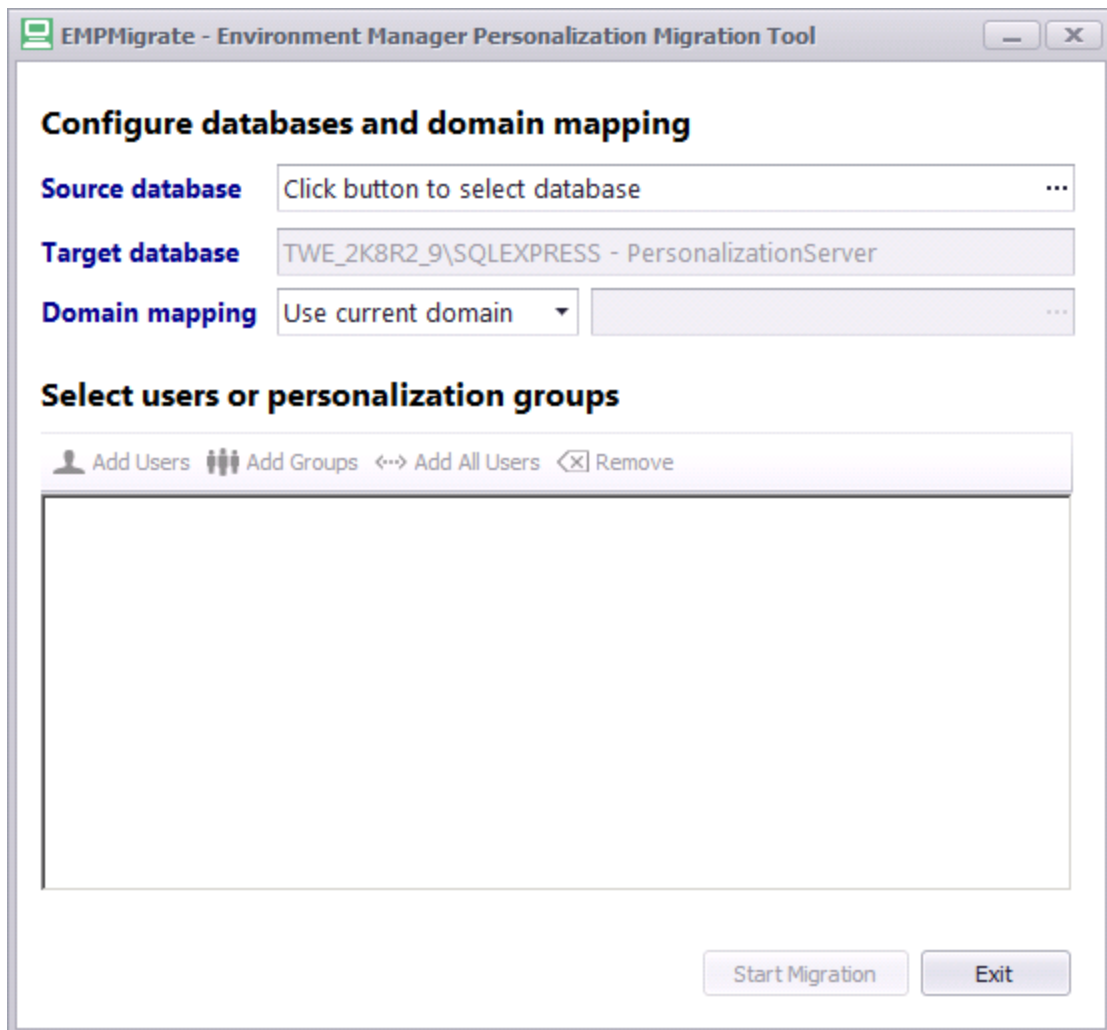 EMPMigrate - Environment Manager Personalization Migration Tool
Configure databases and domain mapping
Source database Click button to select database ...
Target database TWE_2K8R2_9\SQLEXPRESS - PersonalizationServer
Domain mapping Use current domain ...
Select users or personalization groups
Add Users Add Groups Add All Users Remove
Start Migration Exit